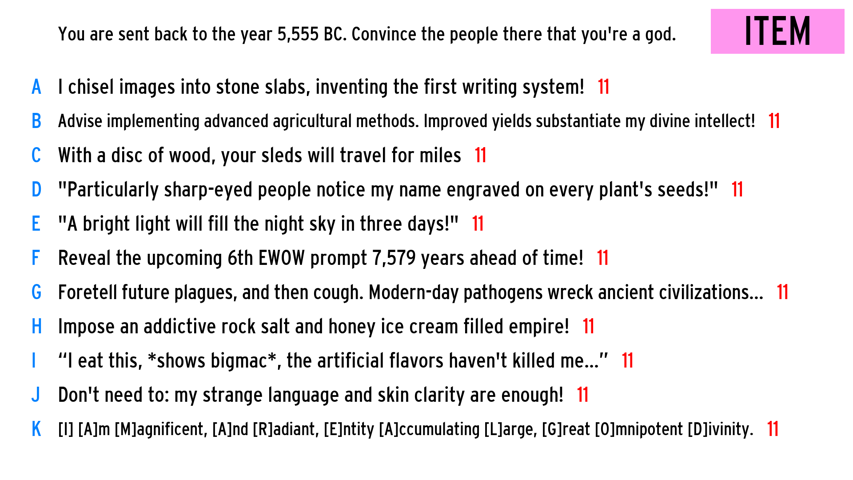 You are sent back to the year 5,555 BC. Convince the people there that you're a god.
ITEM
A I chisel images into stone slabs, inventing the first writing system! 11
B Advise implementing advanced agricultural methods. Improved yields substantiate my divine intellect! 11
C With a disc of wood, your sleds will travel for miles 11
D "Particularly sharp-eyed people notice my name engraved on every plant's seeds!" 11
E "A bright light will fill the night sky in three days!" 11
F Reveal the upcoming 6th EWOW prompt 7,579 years ahead of time! 11
G Foretell future plagues, and then cough. Modern-day pathogens wreck ancient civilizations... 11
H Impose an addictive rock salt and honey ice cream filled empire! 11
I “I eat this, *shows bigmac*, the artificial flavors haven't killed me...” 11
J Don't need to: my strange language and skin clarity are enough! 11
K [I] [A]m [M]agnificent, [A]nd [R]adiant, [E]ntity [A]ccumulating [L]arge, [G]reat [O]mnipotent [D]ivinity. 11